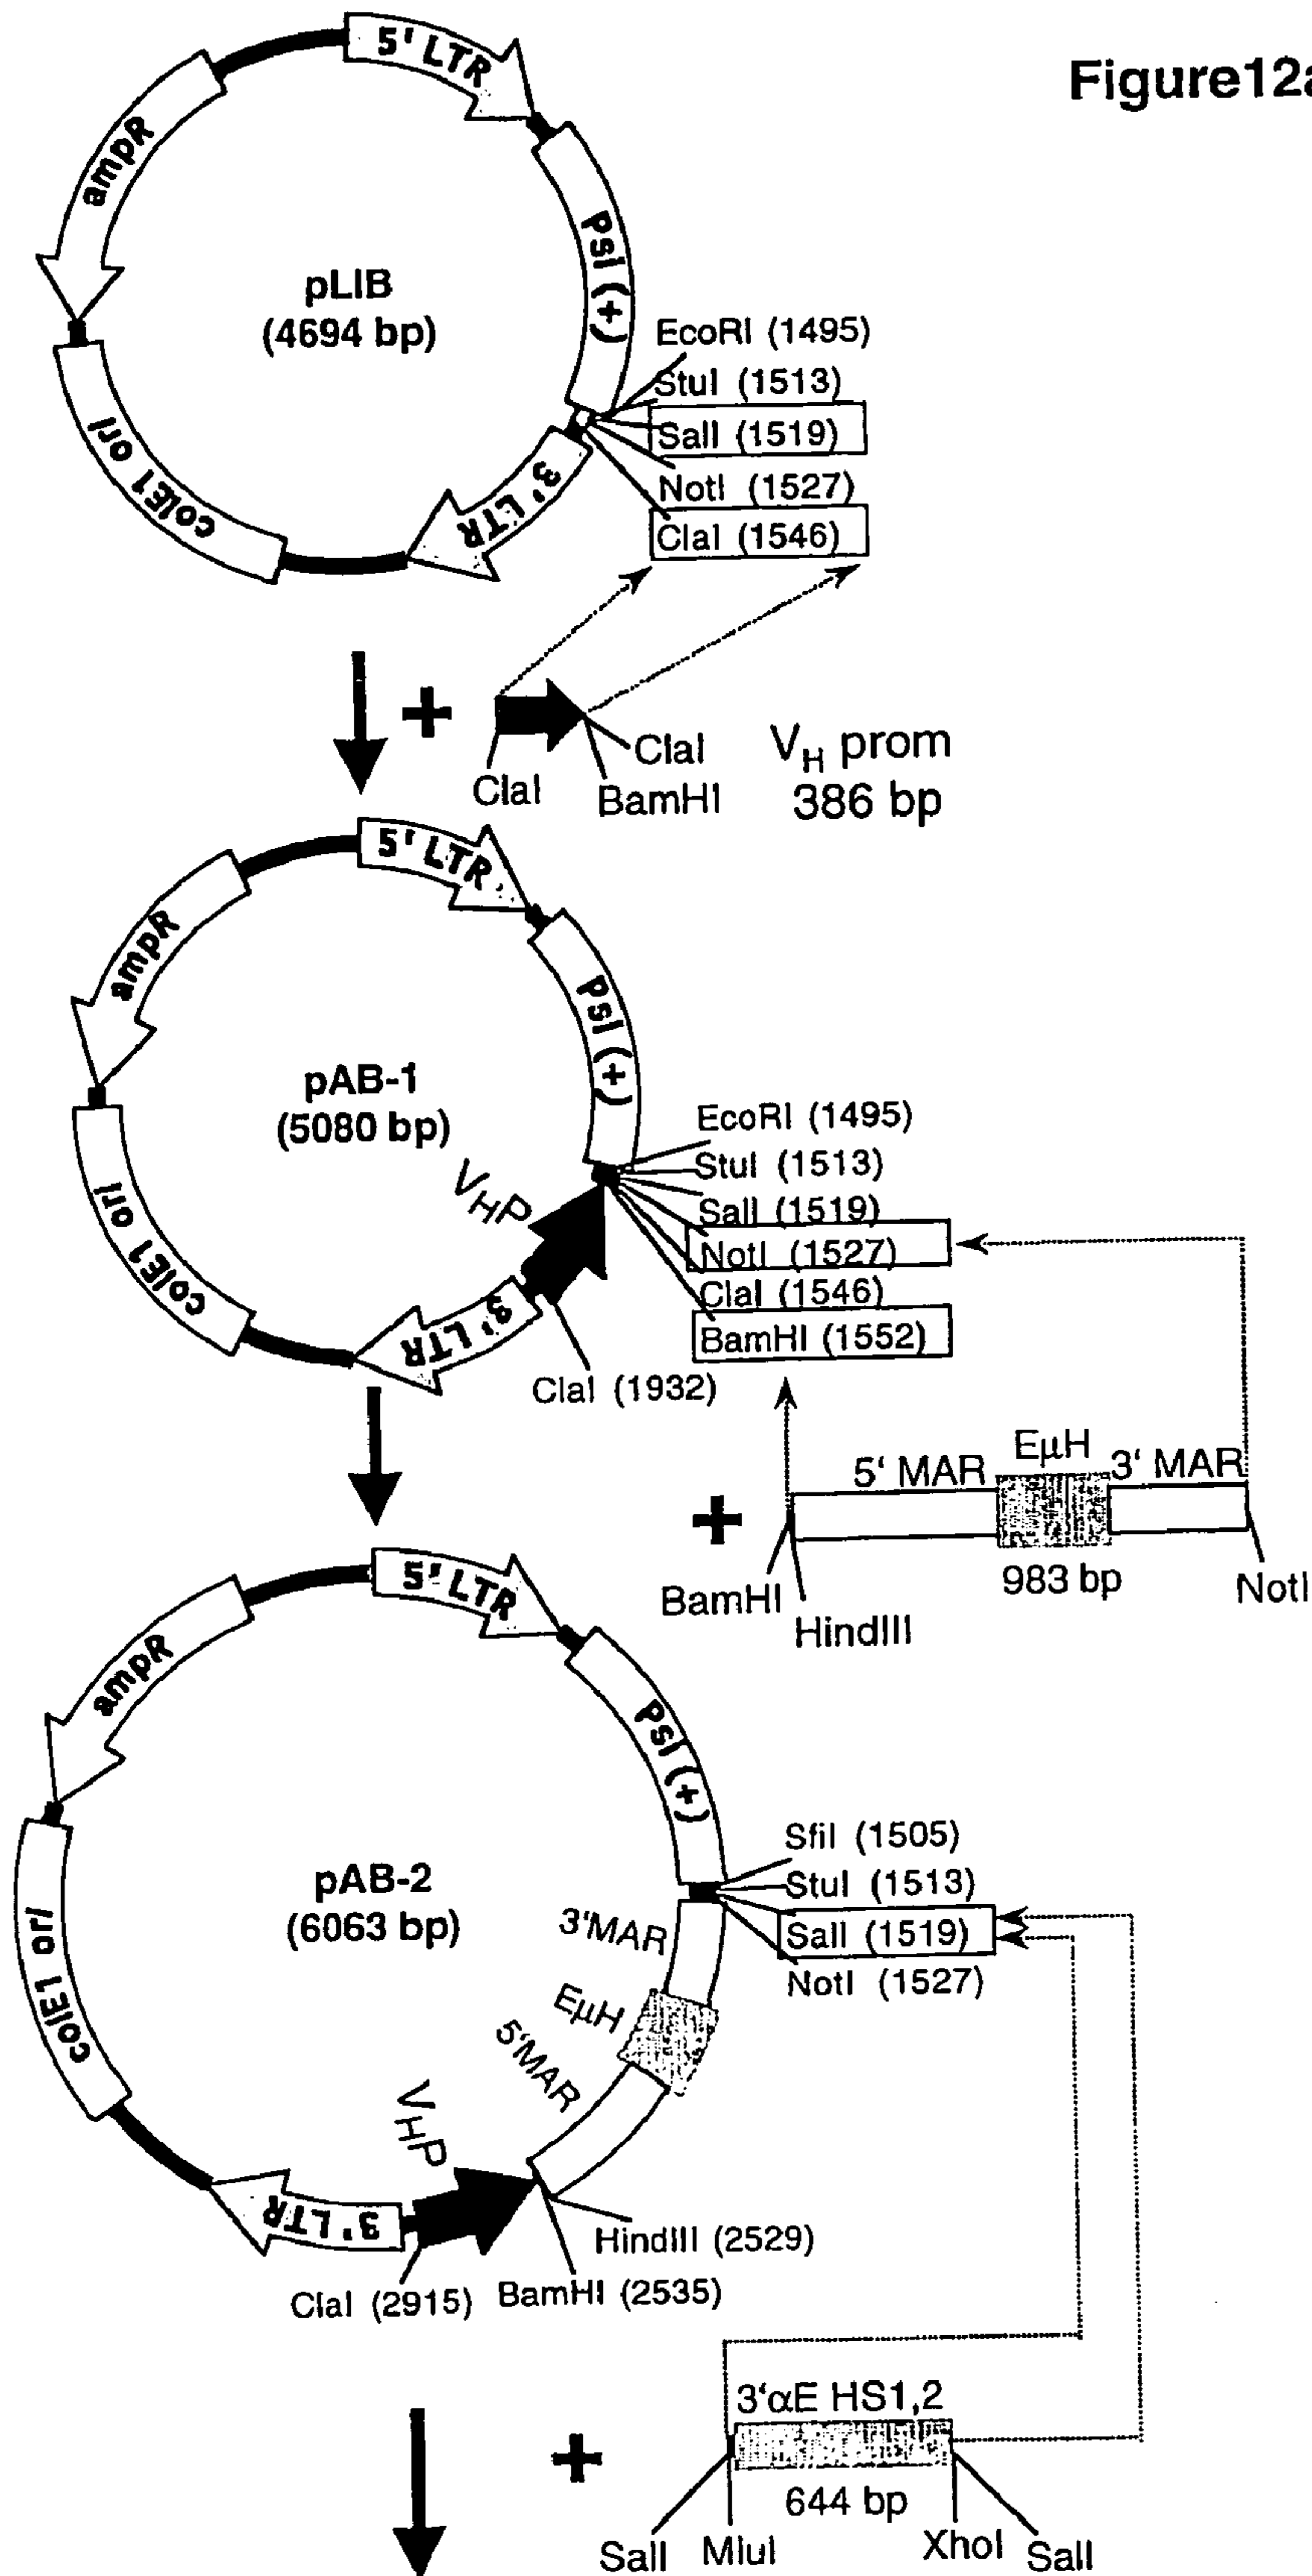 Figure12a
5' LTR
ampR
psi (+)
pLIB
(4694 bp)
EcoRI (1495)
StuI (1513)
SalI (1519)
NotI (1527)
ClaI (1546)
colE1 ori
3' LTR
+
ClaI
ClaI
BamHI
VH prom
386 bp
5' LTR
ampR
psi (+)
pAB-1
(5080 bp)
VHP
EcoRI (1495)
StuI (1513)
SalI (1519)
NotI (1527)
ClaI (1546)
BamHI (1552)
colE1 ori
3' LTR
ClaI (1932)
+
5' MAR
EμH
3' MAR
983 bp
BamHI
HindIII
NotI
5' LTR
ampR
psi (+)
pAB-2
(6063 bp)
SfiI (1505)
StuI (1513)
SalI (1519)
NotI (1527)
3'MAR
EμH
5'MAR
VHP
colE1 ori
3' LTR
HindIII (2529)
BamHI (2535)
ClaI (2915)
+
3'αE HS1,2
644 bp
SalI
MluI
XhoI
SalI